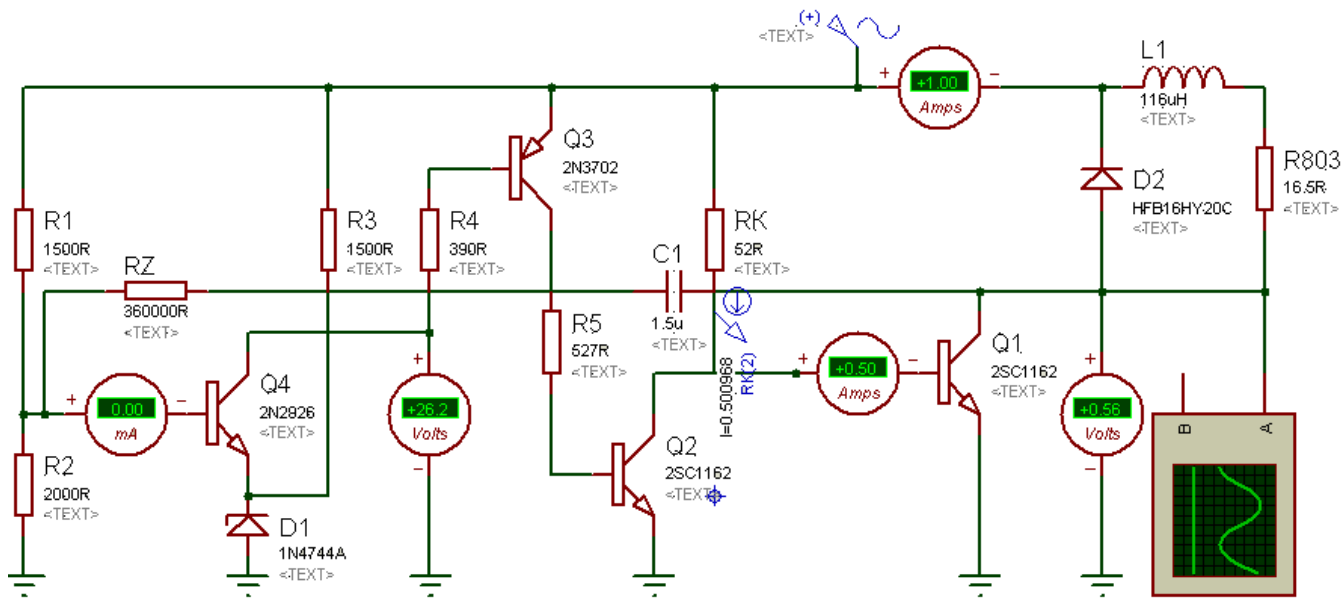 (+)
<TEXT>
+ +1.00 -
Amps
L1
116uH
<TEXT>
Q3
2N3702
<TEXT>
R803
16.5R
<TEXT>
D2
HFB16HY20C
<TEXT>
R1
1500R
<TEXT>
R3
1500R
<TEXT>
R4
390R
<TEXT>
RK
52R
<TEXT>
RZ
360000R
<TEXT>
C1
1.5u
<TEXT>
R5
527R
<TEXT>
I=0.500968
RK(2)
+ +0.50 -
Amps
Q1
2SC1162
<TEXT>
Q4
2N2926
<TEXT>
+ 0.00 -
mA
+
+26.2
Volts
-
+
+0.56
Volts
-
B A
Q2
2SC1162
<TEXT>
R2
2000R
<TEXT>
D1
1N4744A
<TEXT>